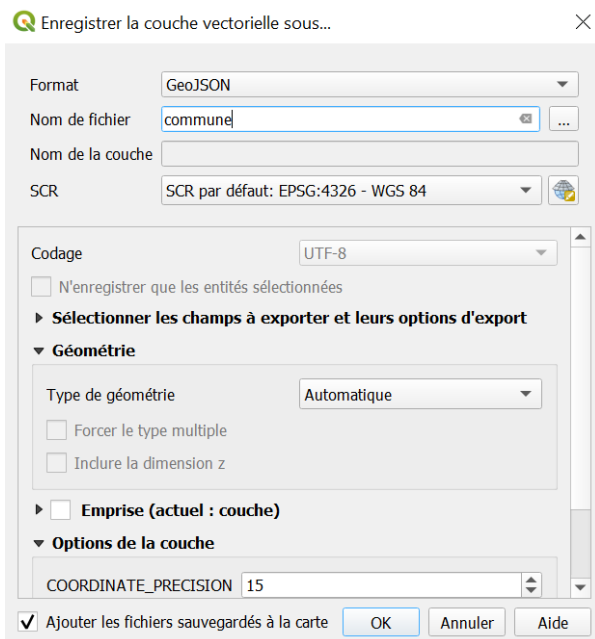 Enregistrer la couche vectorielle sous...
Format GeoJSON
Nom de fichier commune ...
Nom de la couche
SCR SCR par défaut: EPSG:4326 - WGS 84
Codage UTF-8
N'enregistrer que les entités sélectionnées
Sélectionner les champs à exporter et leurs options d'export
Géométrie
Type de géométrie Automatique
Forcer le type multiple
Inclure la dimension z
Emprise (actuel : couche)
Options de la couche
COORDINATE_PRECISION 15
Ajouter les fichiers sauvegardés à la carte OK Annuler Aide